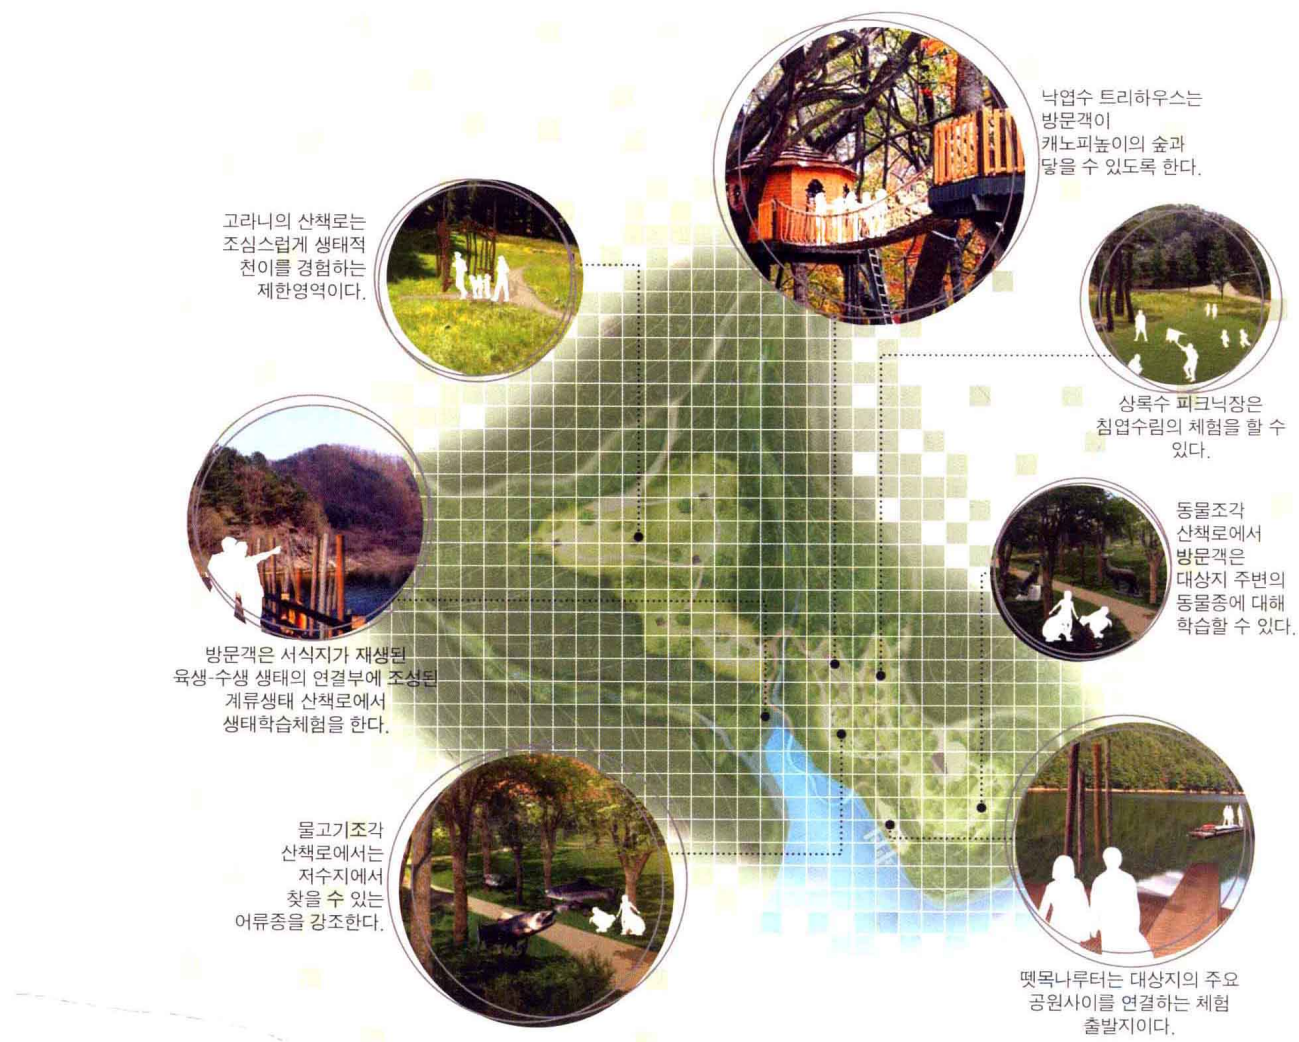 낙엽수 트리하우스는
방문객이
캐노피높이의 숲과
닿을 수 있도록 한다.
고라니의 산책로는
조심스럽게 생태적
천이를 경험하는
제한영역이다.
상록수 피크닉장은
침엽수림의 체험을 할 수
있다.
동물조각
산책로에서
방문객은
대상지 주변의
동물종에 대해
학습할 수 있다.
방문객은 서식지가 재생된
육생-수생 생태의 연결부에 조성된
계류생태 산책로에서
생태학습체험을 한다.
물고기조각
산책로에서는
저수지에서
찾을 수 있는
어류종을 강조한다.
뗏목나루터는 대상지의 주요
공원사이를 연결하는 체험
출발지이다.